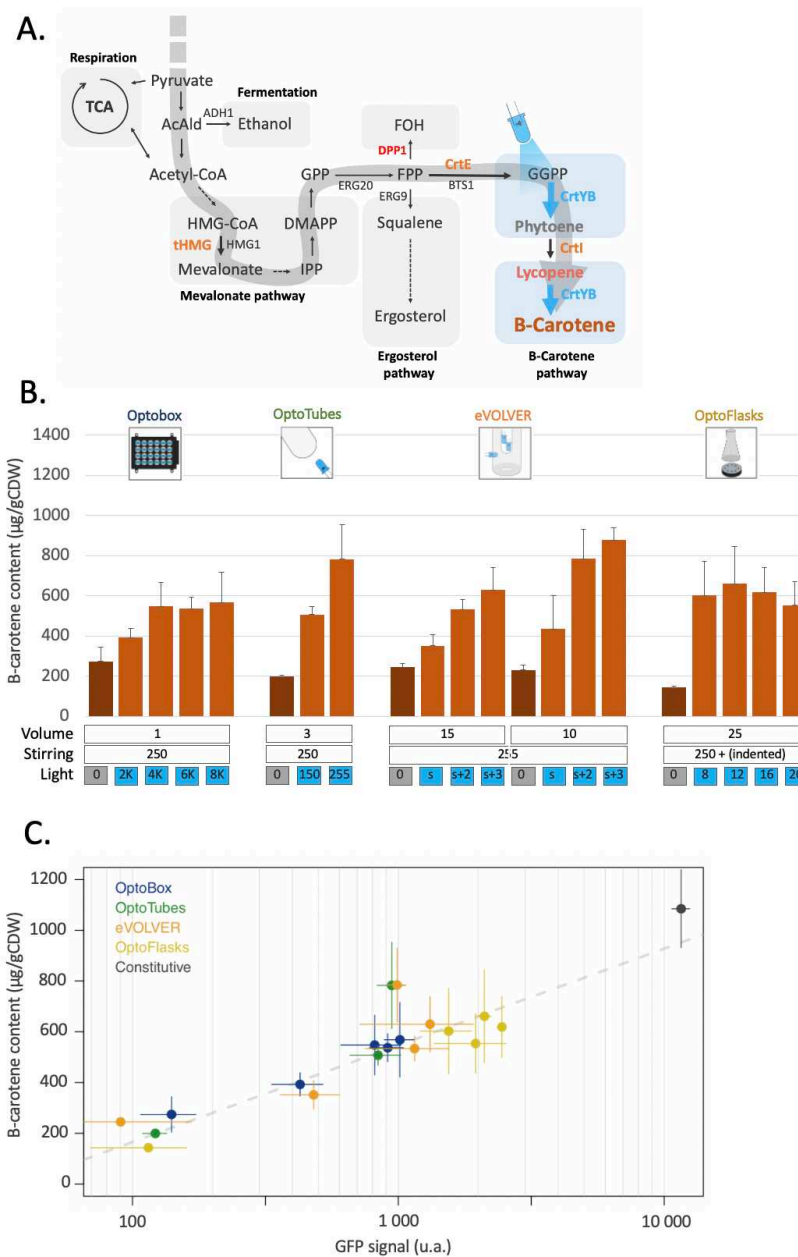 A.
Respiration
Pyruvate
TCA
AcAld
ADH1
Fermentation
Ethanol
Acetyl-CoA
HMG-CoA
tHMG
HMG1
Mevalonate
IPP
DMAPP
GPP
Mevalonate pathway
ERG20
FOH
DPP1
FPP
ERG9
Squalene
Ergosterol
Ergosterol
pathway
CrtE
BTS1
GGPP
CrtYB
Phytoene
CrtI
Lycopene
CrtYB
B-Carotene
B-Carotene
pathway
B.
Optobox
OptoTubes
eVOLVER
OptoFlasks
B-carotene content (µg/gCDW)
1400
1200
1000
800
600
400
200
0
Volume 1 3 15 10 25
Stirring 250 250 255 250 + (indented)
Light 0 2K 4K 6K 8K 0 150 255 0 s s+2 s+3 0 s s+2 s+3 0 8 12 16 20
C.
B-carotene content (µg/gCDW)
1200
1000
800
600
400
200
0
OptoBox
OptoTubes
eVOLVER
OptoFlasks
Constitutive
100 1 000 10 000
GFP signal (u.a.)